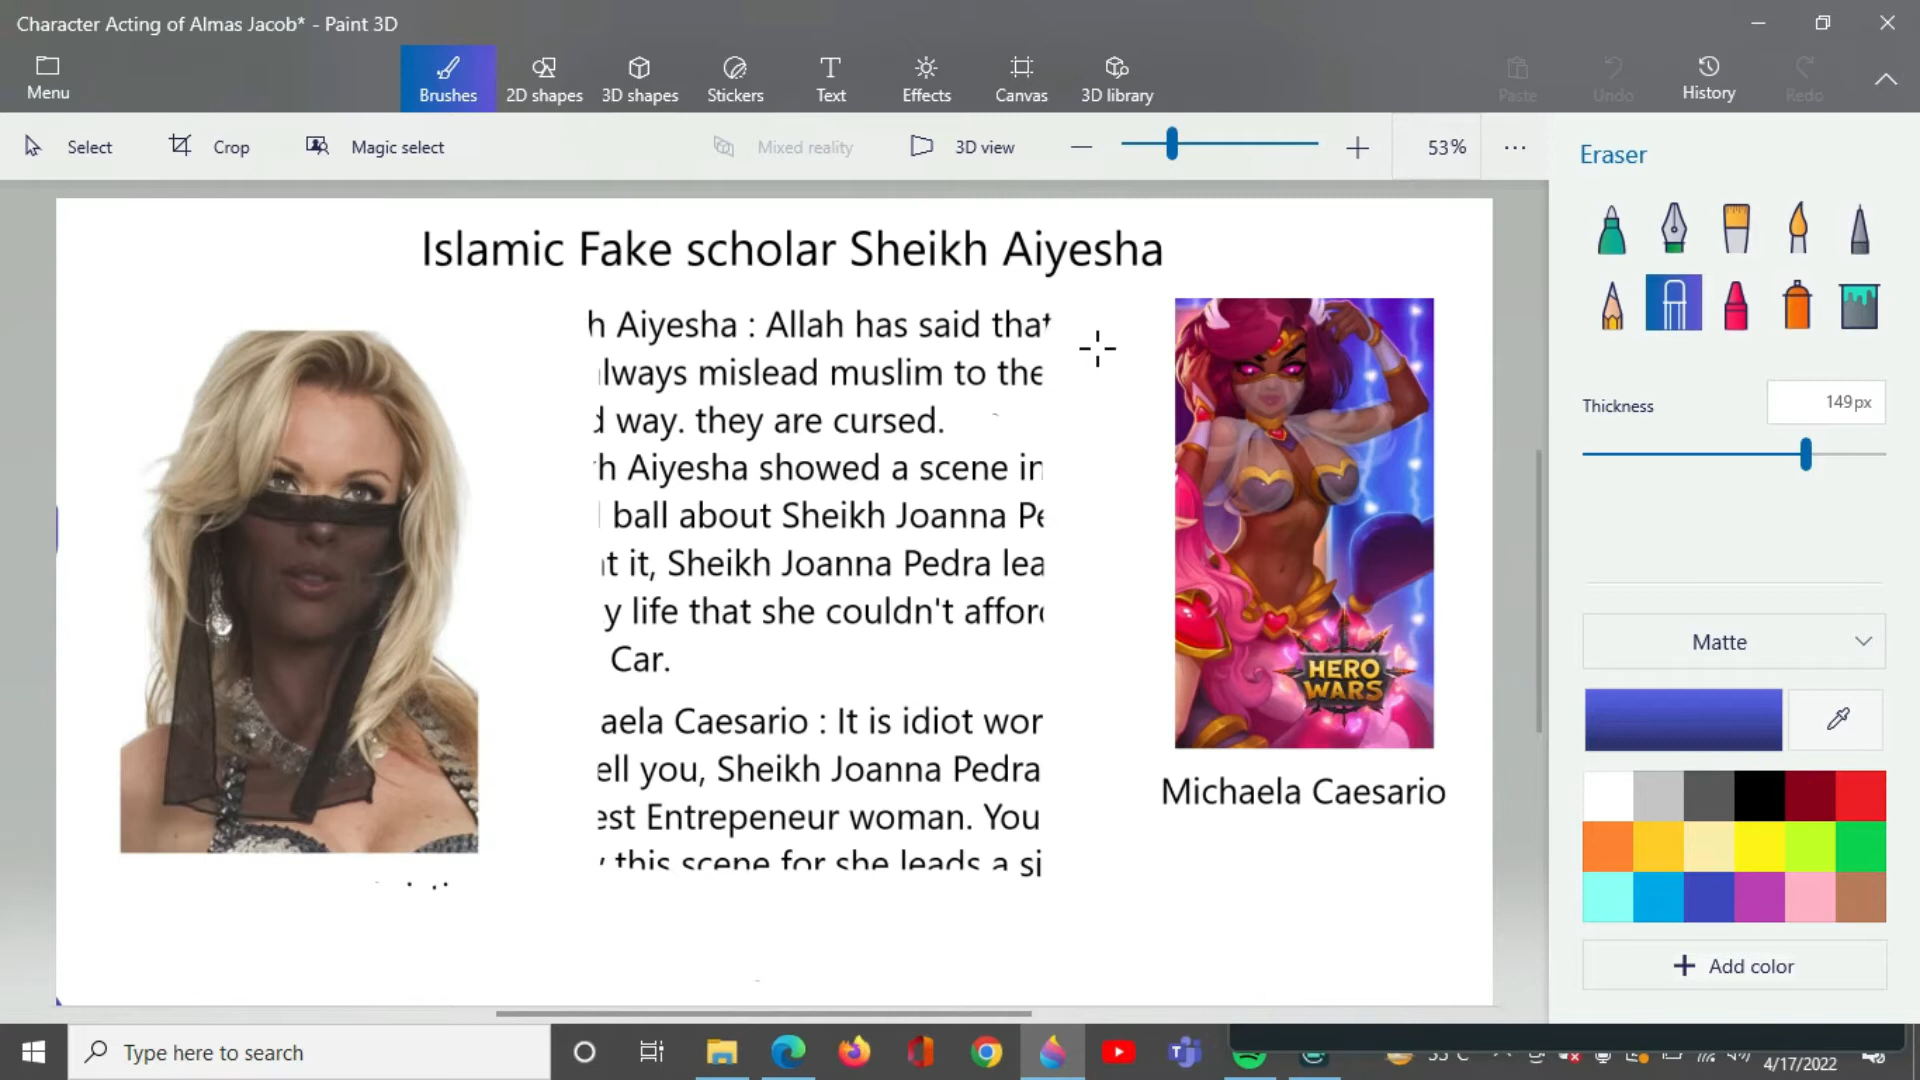 Character Acting of Almas Jacob* - Paint 3D
Menu
Brushes
2D shapes
3D shapes
Stickers
Text
Effects
Canvas
3D library
Paste
Undo
History
Redo
Select
Crop
Magic select
Mixed reality
3D view
53%
Eraser
Thickness
149px
Matte
Add color
Islamic Fake scholar Sheikh Aiyesha
h Aiyesha : Allah has said that
lways mislead muslim to the
d way. they are cursed.
h Aiyesha showed a scene in
ball about Sheikh Joanna Pe
t it, Sheikh Joanna Pedra lea
y life that she couldn't afford
Car.
aela Caesario : It is idiot wor
ell you, Sheikh Joanna Pedra
est Entrepeneur woman. You
this scene for she leads a si
HERO
WARS
Michaela Caesario
Type here to search
33°C
4/17/2022